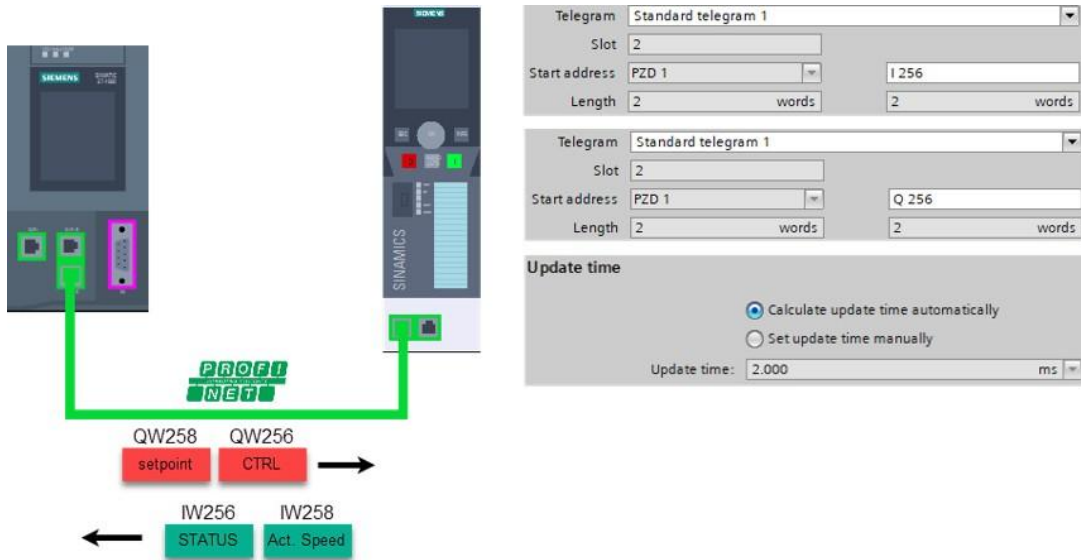 SIEMENS
SIMATIC
SIEMENS
SINAMICS
PROFI
NET
QW258 QW256
setpoint CTRL
IW256 IW258
STATUS Act. Speed
Telegram Standard telegram 1
Slot 2
Start address PZD 1 I 256
Length 2 words 2 words
Telegram Standard telegram 1
Slot 2
Start address PZD 1 Q 256
Length 2 words 2 words
Update time
Calculate update time automatically
Set update time manually
Update time: 2.000 ms